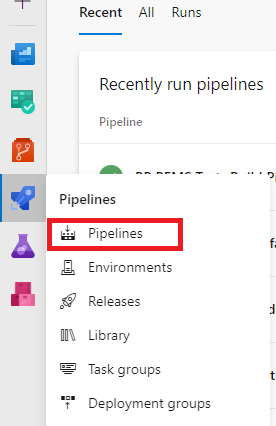 Recent All Runs
Recently run pipelines
Pipeline
Pipelines
Pipelines
Environments
Releases
Library
Task groups
Deployment groups